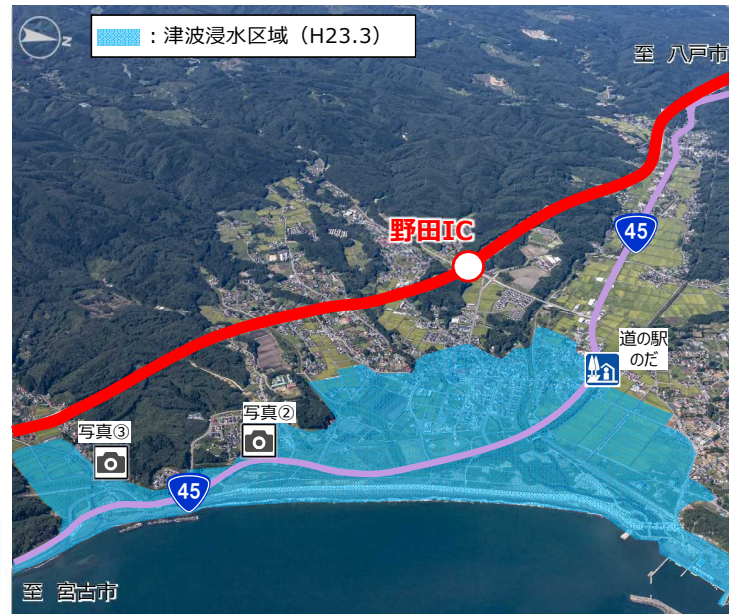 N
：津波浸水区域（H23.3）
至 八戸市
野田IC
45
道の駅
のだ
写真②
写真③
45
至 宮古市